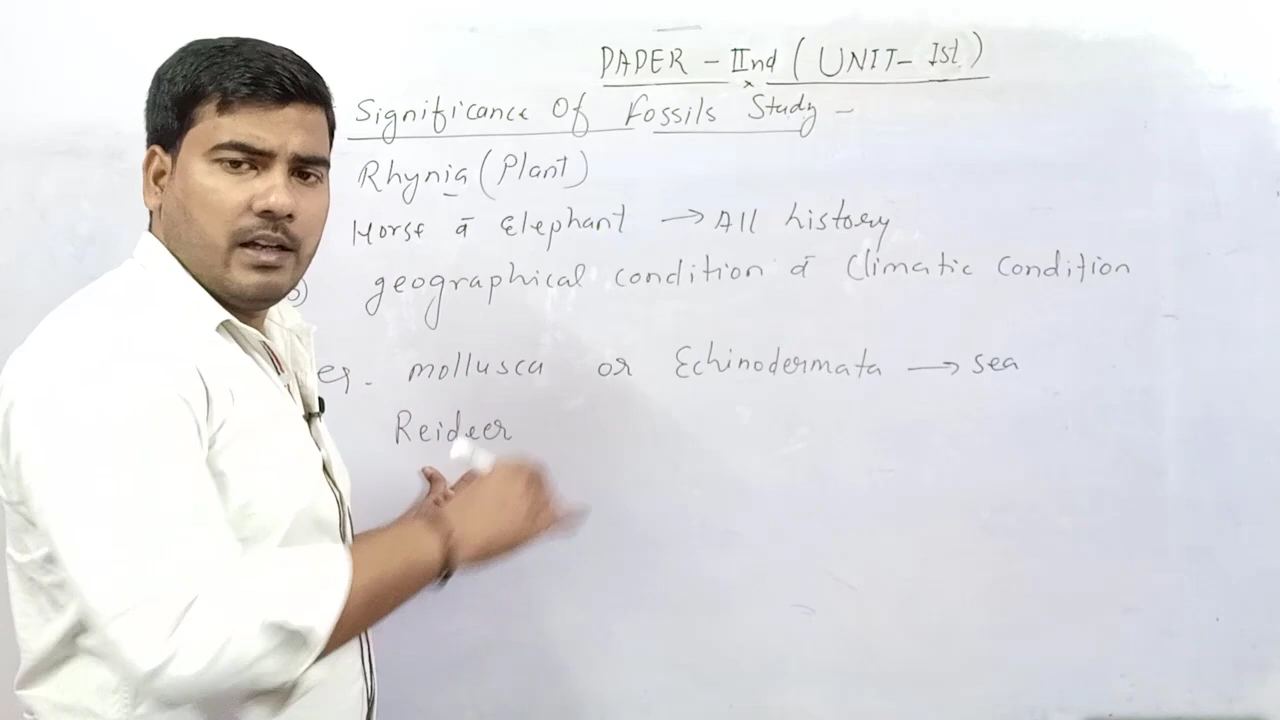 PAPER - IInd (UNIT- Ist)
Significance Of Fossils Study -
Rhynia (Plant)
Horse ā Elephant → All history
geographical condition ā Climatic Condition
eg. mollusca or Echinodermata → sea
Reideer